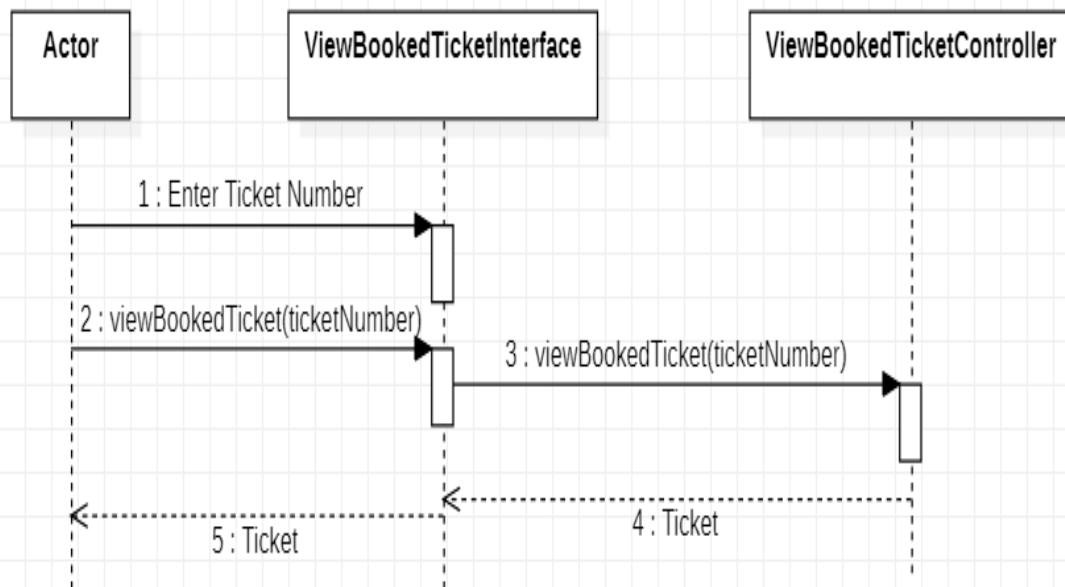 Actor
ViewBookedTicketInterface
ViewBookedTicketController
1 : Enter Ticket Number
2 : viewBookedTicket(ticketNumber)
3 : viewBookedTicket(ticketNumber)
4 : Ticket
5 : Ticket